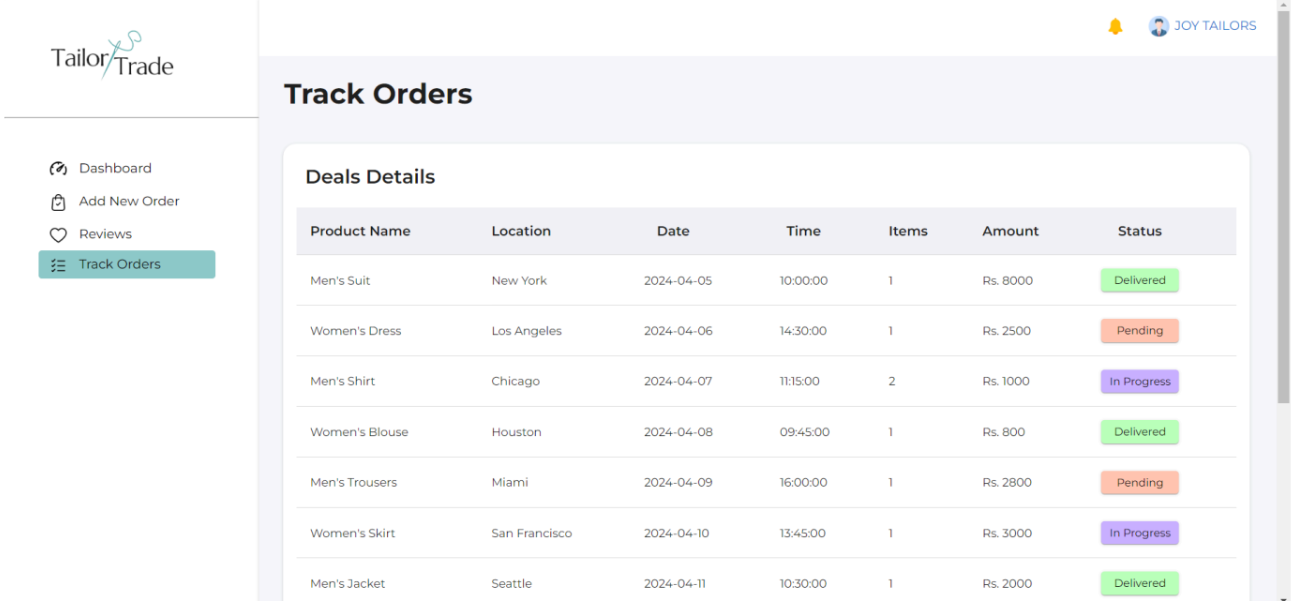 Tailor Trade
JOY TAILORS
Track Orders
Dashboard
Add New Order
Reviews
Track Orders
Deals Details
Product Name Location Date Time Items Amount Status
Men's Suit New York 2024-04-05 10:00:00 1 Rs. 8000 Delivered
Women's Dress Los Angeles 2024-04-06 14:30:00 1 Rs. 2500 Pending
Men's Shirt Chicago 2024-04-07 11:15:00 2 Rs. 1000 In Progress
Women's Blouse Houston 2024-04-08 09:45:00 1 Rs. 800 Delivered
Men's Trousers Miami 2024-04-09 16:00:00 1 Rs. 2800 Pending
Women's Skirt San Francisco 2024-04-10 13:45:00 1 Rs. 3000 In Progress
Men's Jacket Seattle 2024-04-11 10:30:00 1 Rs. 2000 Delivered